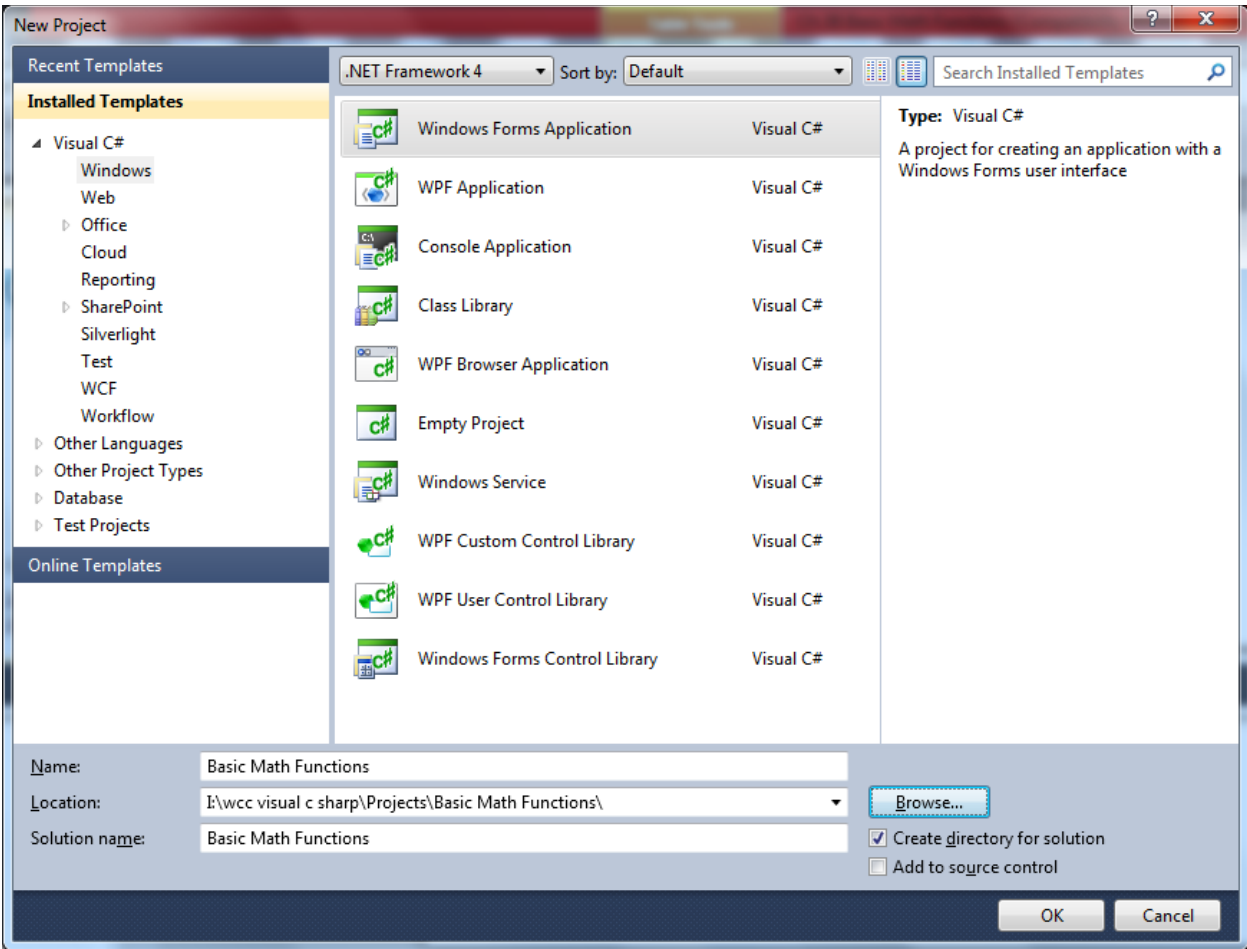 New Project
Recent Templates
Installed Templates
Visual C#
Windows
Web
Office
Cloud
Reporting
SharePoint
Silverlight
Test
WCF
Workflow
Other Languages
Other Project Types
Database
Test Projects
Online Templates
.NET Framework 4 Sort by: Default Search Installed Templates
Windows Forms Application Visual C#
WPF Application Visual C#
Console Application Visual C#
Class Library Visual C#
WPF Browser Application Visual C#
Empty Project Visual C#
Windows Service Visual C#
WPF Custom Control Library Visual C#
WPF User Control Library Visual C#
Windows Forms Control Library Visual C#
Type: Visual C#
A project for creating an application with a
Windows Forms user interface
Name: Basic Math Functions
Location: I:\wcc visual c sharp\Projects\Basic Math Functions\ Browse...
Solution name: Basic Math Functions Create directory for solution
Add to source control
OK Cancel